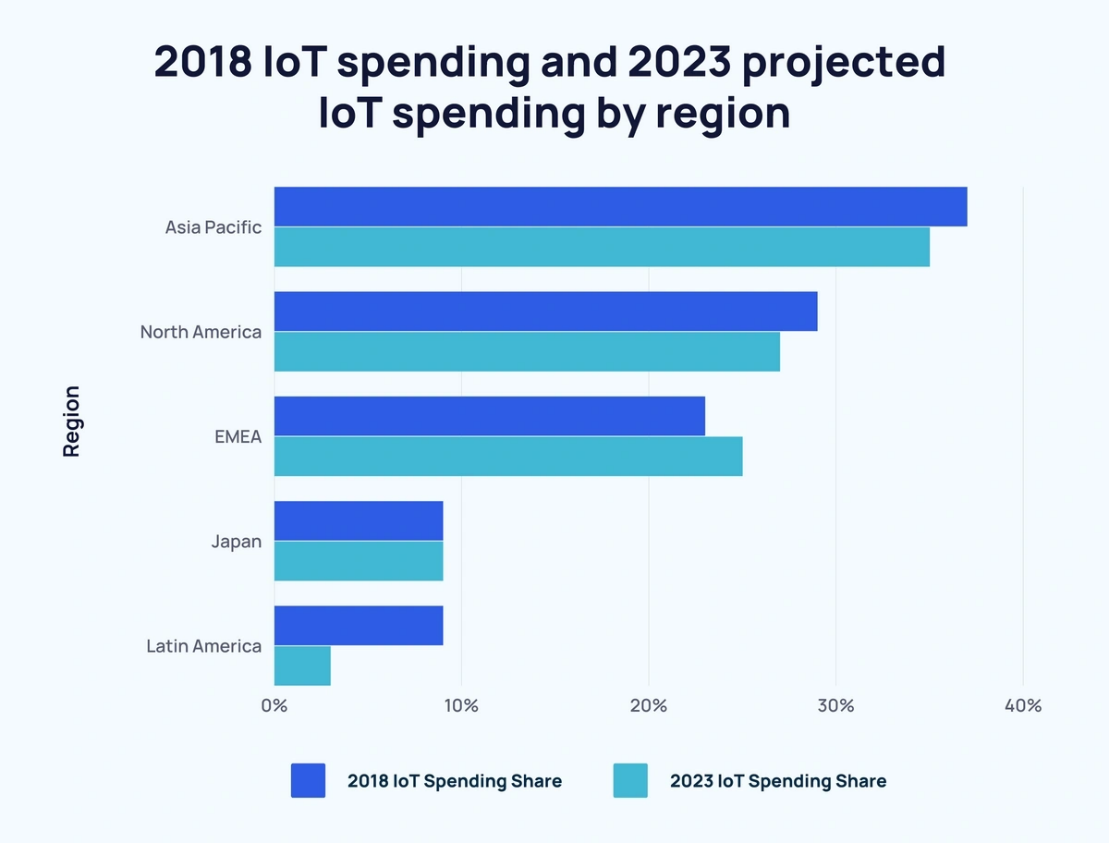 2018 IoT spending and 2023 projected
IoT spending by region
Region
Asia Pacific
North America
EMEA
Japan
Latin America
0% 10% 20% 30% 40%
2018 IoT Spending Share 2023 IoT Spending Share